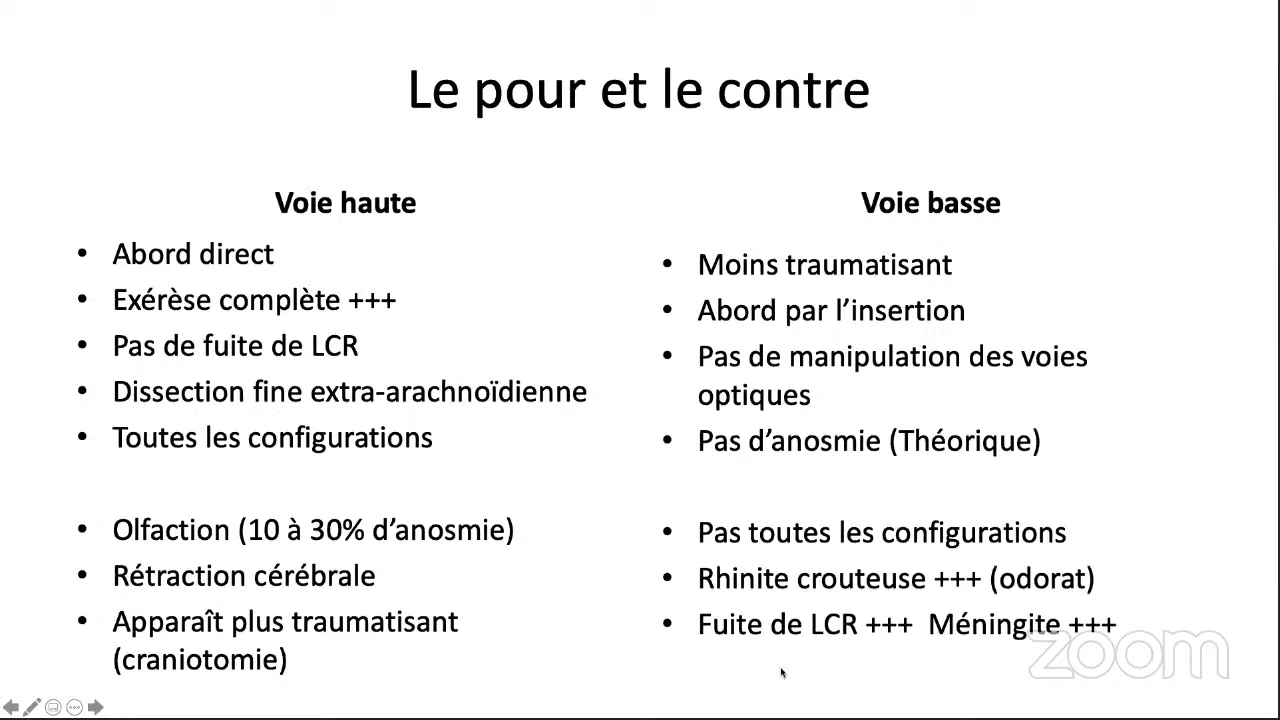 Le pour et le contre
Voie haute
• Abord direct
• Exérèse complète +++
• Pas de fuite de LCR
• Dissection fine extra-arachnoïdienne
• Toutes les configurations
• Olfaction (10 à 30% d’anosmie)
• Rétraction cérébrale
• Apparaît plus traumatisant
(craniotomie)
Voie basse
• Moins traumatisant
• Abord par l’insertion
• Pas de manipulation des voies
optiques
• Pas d’anosmie (Théorique)
• Pas toutes les configurations
• Rhinite crouteuse +++ (odorat)
• Fuite de LCR +++  Méningite +++
zoom